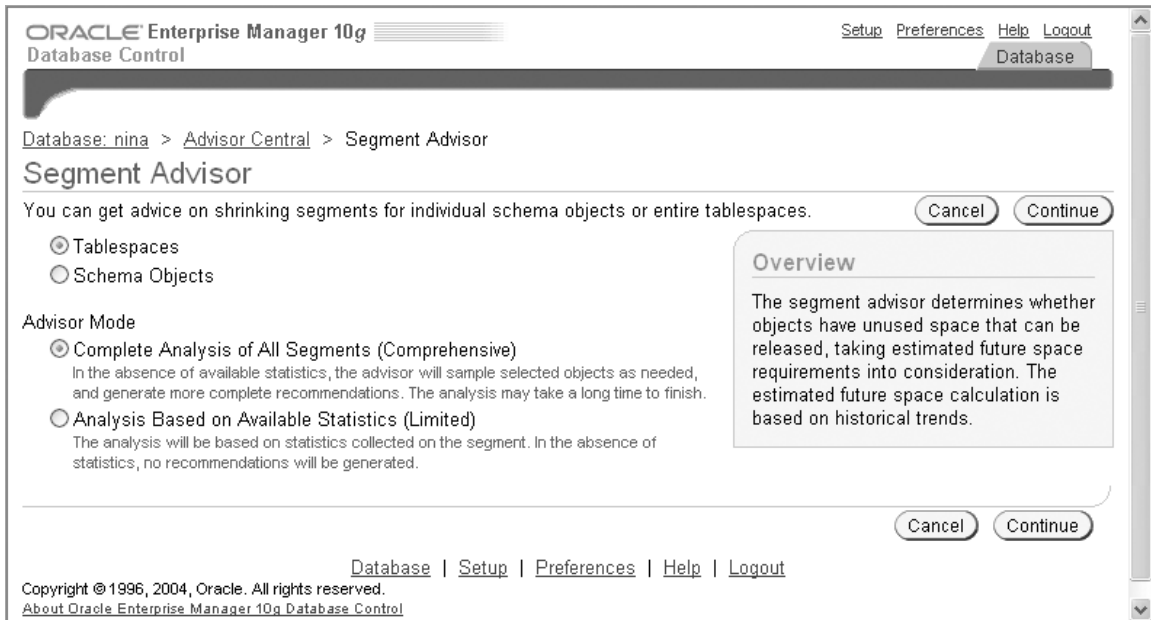 ORACLE Enterprise Manager 10g
Database Control
Setup Preferences Help Logout
Database
Database: nina > Advisor Central > Segment Advisor
Segment Advisor
You can get advice on shrinking segments for individual schema objects or entire tablespaces.
Cancel Continue
Tablespaces
Schema Objects
Advisor Mode
Complete Analysis of All Segments (Comprehensive)
In the absence of available statistics, the advisor will sample selected objects as needed,
and generate more complete recommendations. The analysis may take a long time to finish.
Analysis Based on Available Statistics (Limited)
The analysis will be based on statistics collected on the segment. In the absence of
statistics, no recommendations will be generated.
Overview
The segment advisor determines whether
objects have unused space that can be
released, taking estimated future space
requirements into consideration. The
estimated future space calculation is
based on historical trends.
Cancel Continue
Database | Setup | Preferences | Help | Logout
Copyright © 1996, 2004, Oracle. All rights reserved.
About Oracle Enterprise Manager 10g Database Control